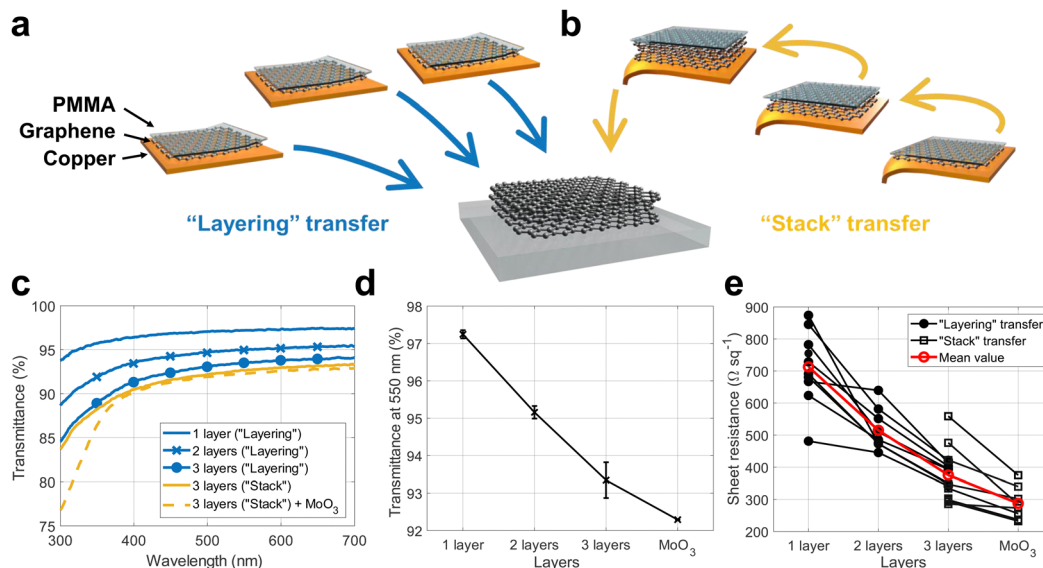 a
b
PMMA
Graphene
Copper
"Layering" transfer
"Stack" transfer
c
100
95
90
85
80
75
Transmittance (%)
1 layer ("Layering")
2 layers ("Layering")
3 layers ("Layering")
3 layers ("Stack")
3 layers ("Stack") + MoO₃
300 400 500 600 700
Wavelength (nm)
d
98
97
96
95
94
93
92
Transmittance at 550 nm (%)
1 layer 2 layers 3 layers MoO₃
Layers
e
900
800
700
600
500
400
300
200
Sheet resistance (Ω sq⁻¹)
"Layering" transfer
"Stack" transfer
Mean value
1 layer 2 layers 3 layers MoO₃
Layers